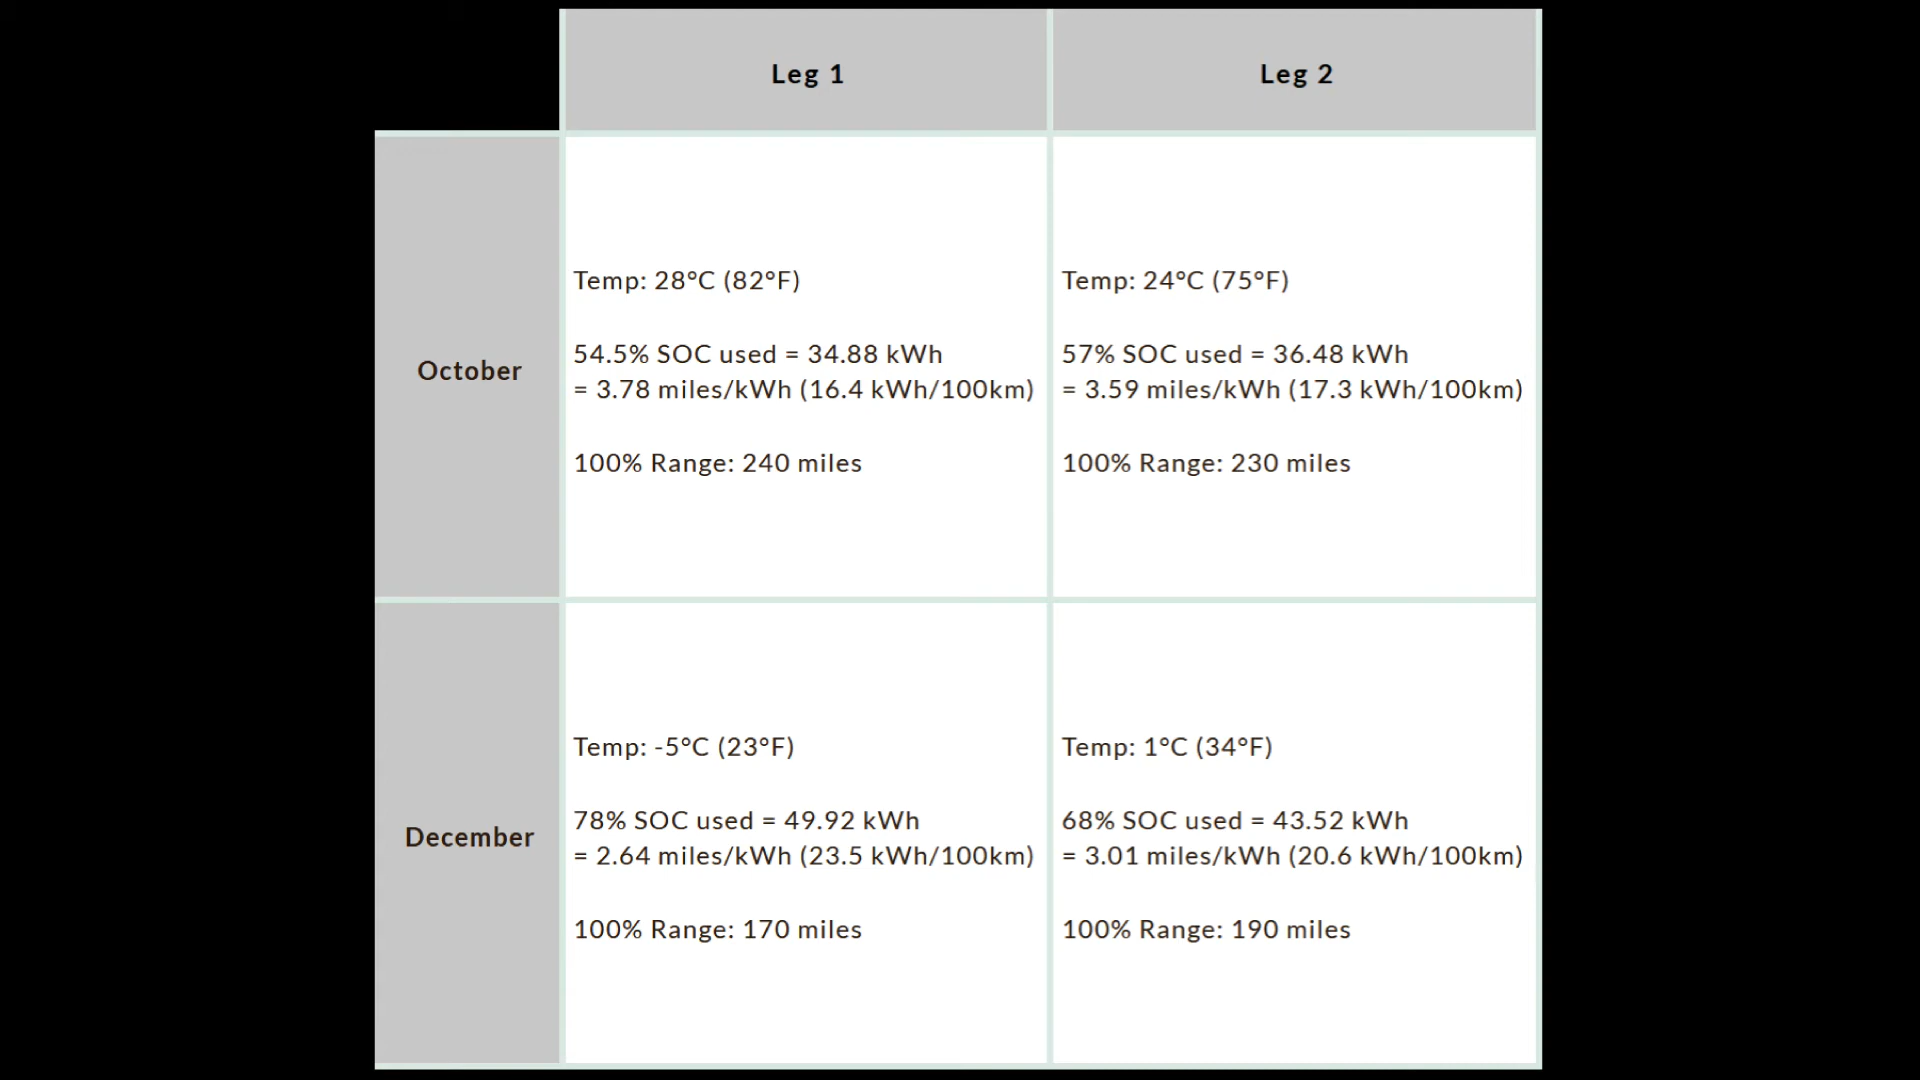 Leg 1
Leg 2
October
Temp: 28°C (82°F)
54.5% SOC used = 34.88 kWh
= 3.78 miles/kWh (16.4 kWh/100km)
100% Range: 240 miles
Temp: 24°C (75°F)
57% SOC used = 36.48 kWh
= 3.59 miles/kWh (17.3 kWh/100km)
100% Range: 230 miles
December
Temp: -5°C (23°F)
78% SOC used = 49.92 kWh
= 2.64 miles/kWh (23.5 kWh/100km)
100% Range: 170 miles
Temp: 1°C (34°F)
68% SOC used = 43.52 kWh
= 3.01 miles/kWh (20.6 kWh/100km)
100% Range: 190 miles